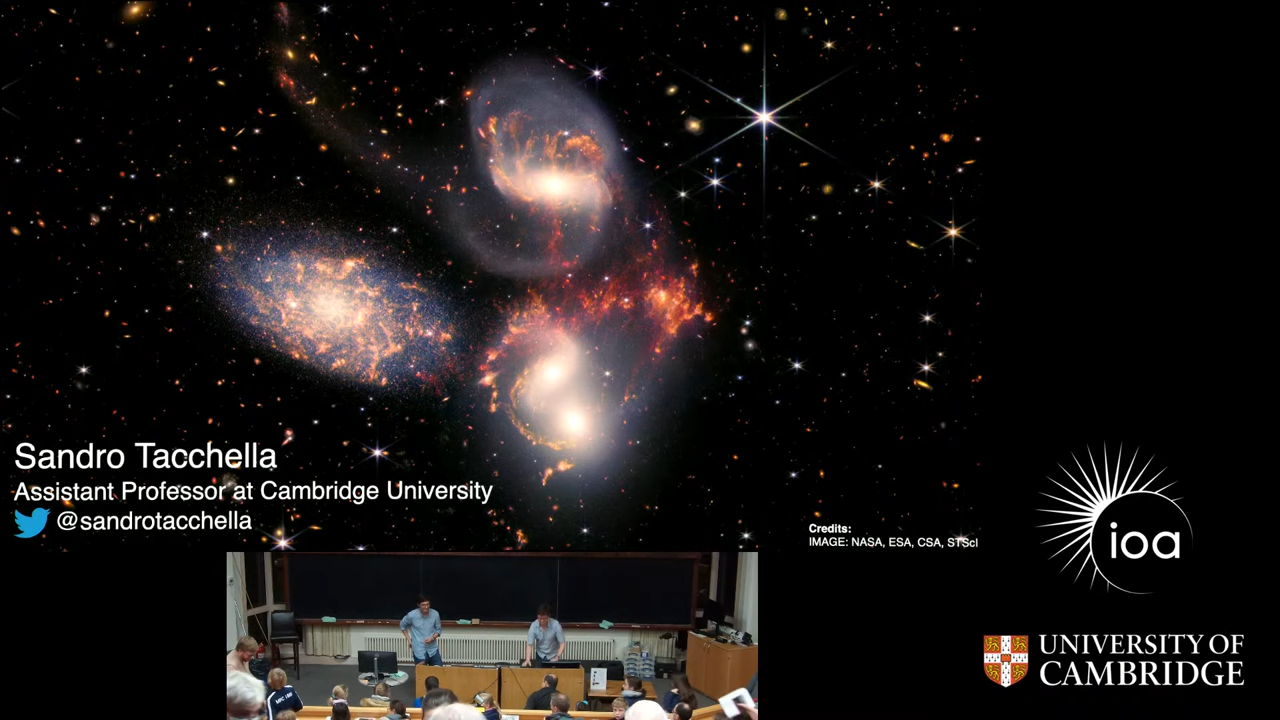 Sandro Tacchella
Assistant Professor at Cambridge University
@sandrotacchella
Credits:
IMAGE: NASA, ESA, CSA, STScI
ioa
UNIVERSITY OF
CAMBRIDGE